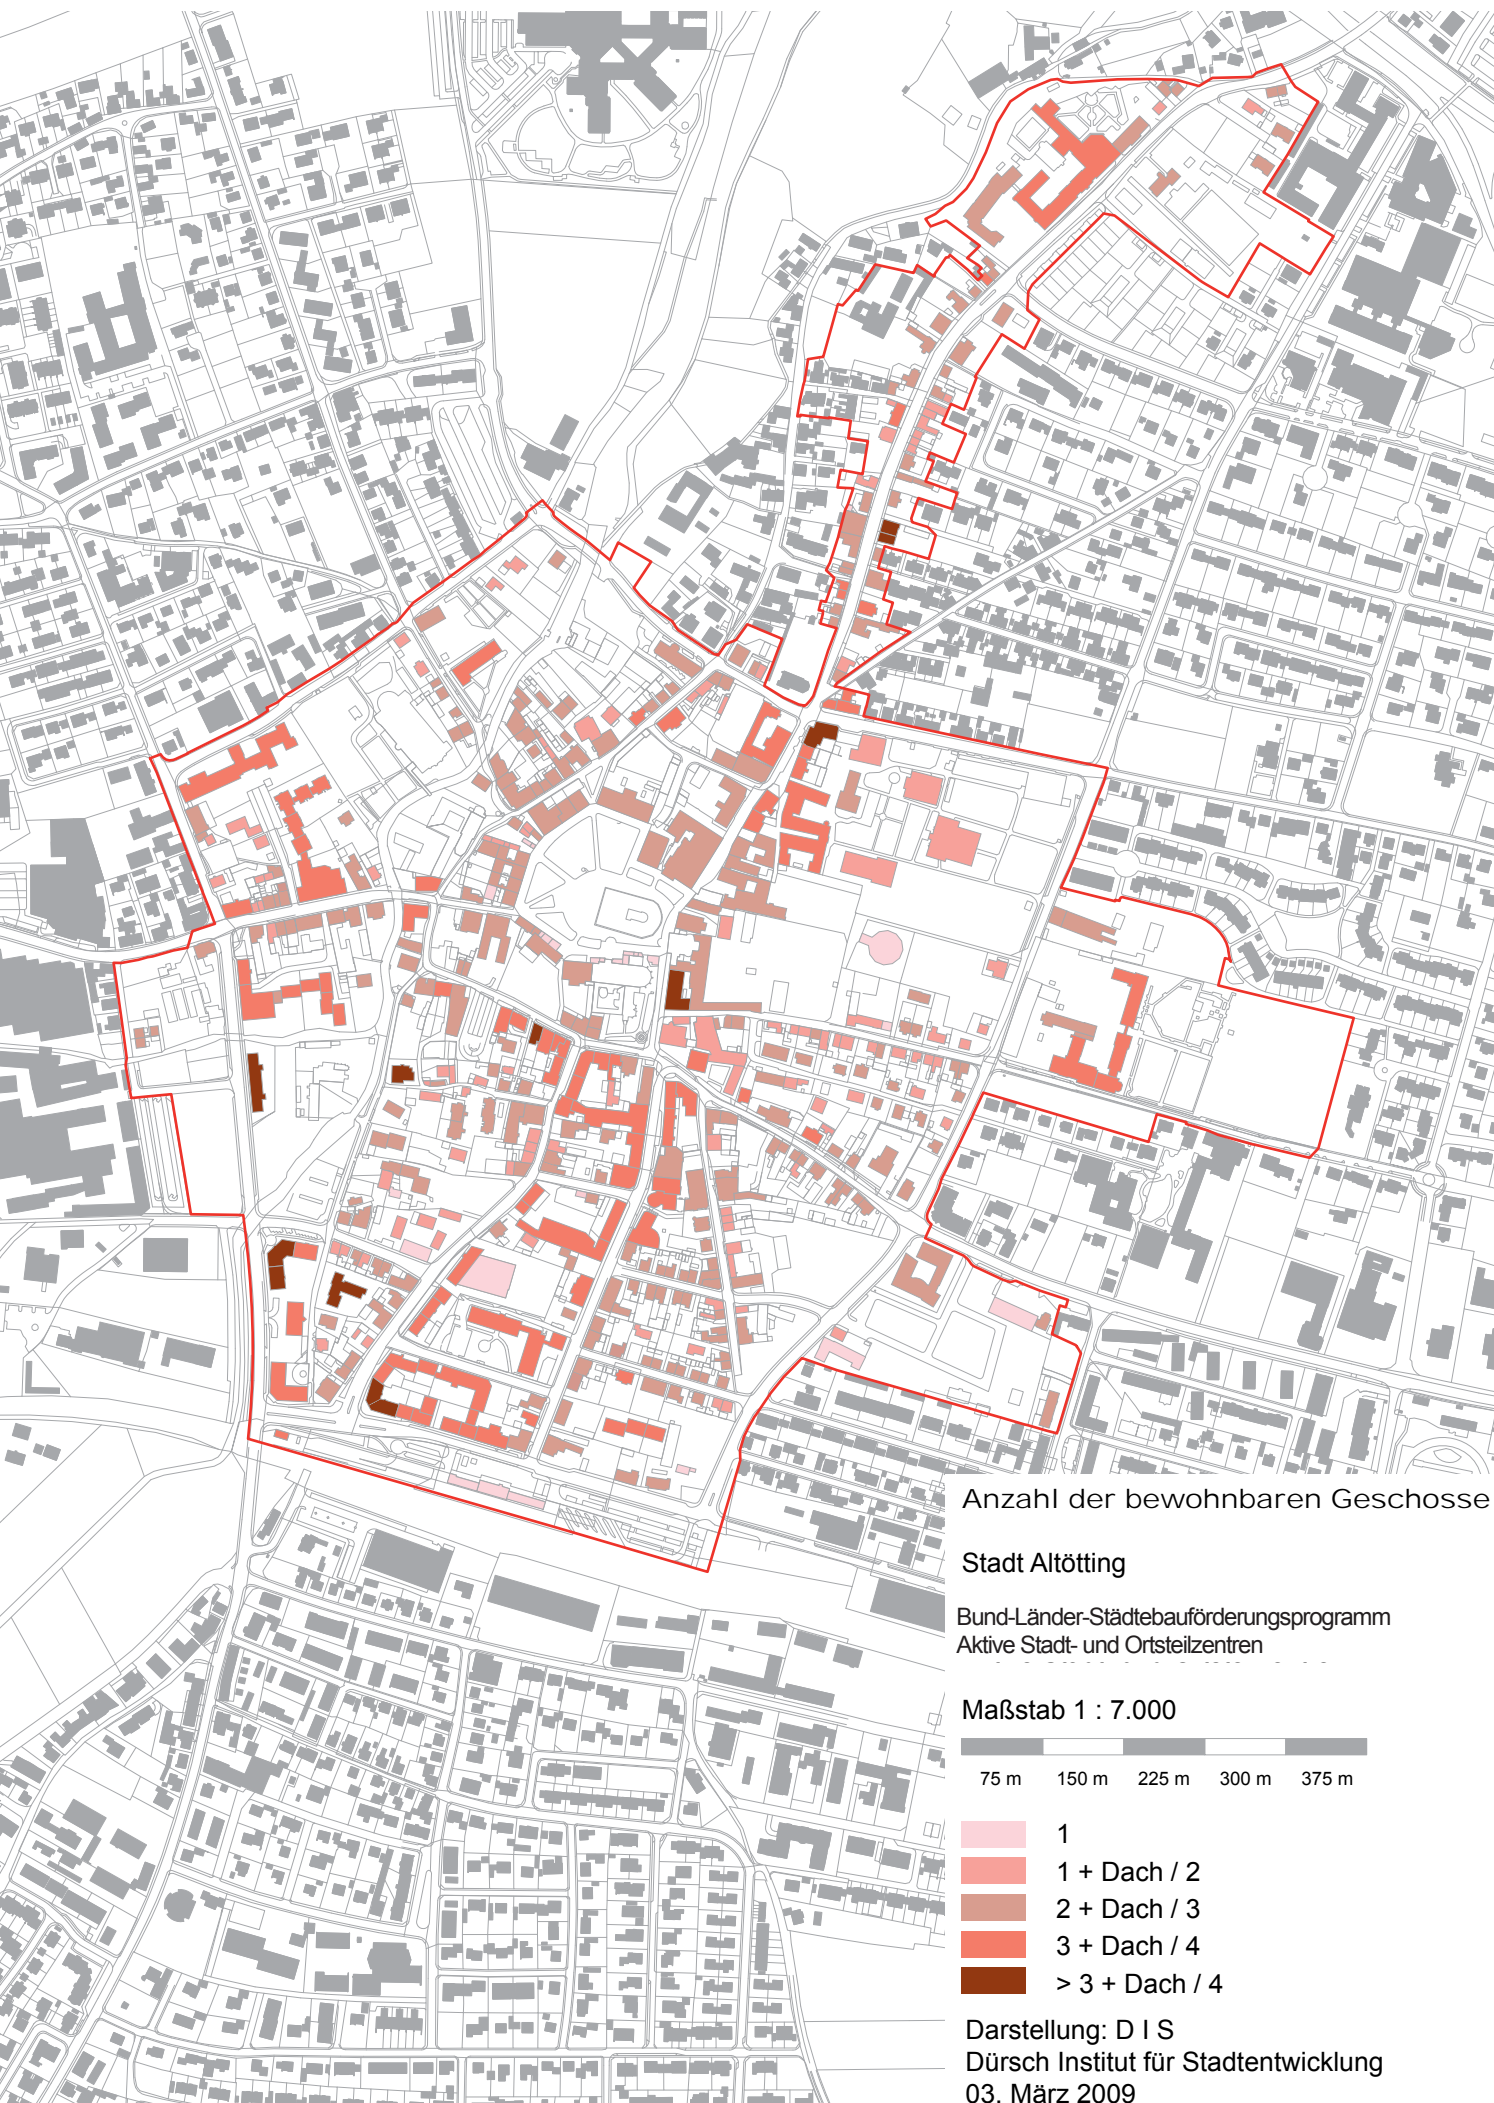 Anzahl der bewohnbaren Geschosse
Stadt Altötting
Bund-Länder-Städtebauförderungsprogramm
Aktive Stadt- und Ortsteilzentren
Maßstab 1 : 7.000
75 m 150 m 225 m 300 m 375 m
1
1 + Dach / 2
2 + Dach / 3
3 + Dach / 4
> 3 + Dach / 4
Darstellung: D I S
Dürsch Institut für Stadtentwicklung
03. März 2009